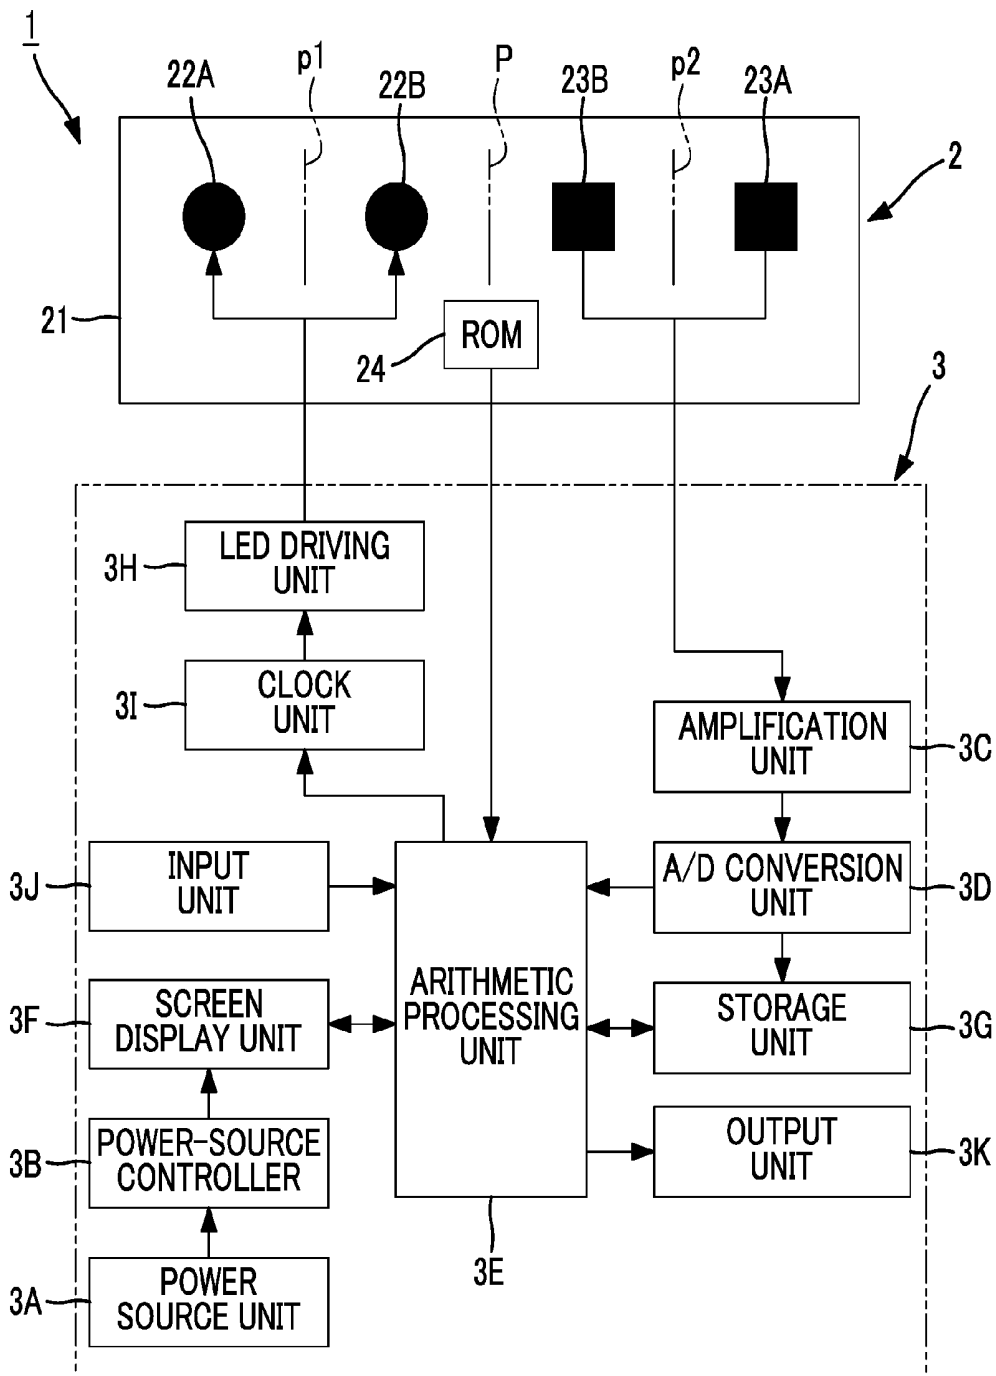 1
22A
p1
22B
P
23B
p2
23A
2
21
ROM
24
3
LED DRIVING
UNIT
3H
CLOCK
UNIT
3I
AMPLIFICATION
UNIT
3C
INPUT
UNIT
3J
A/D CONVERSION
UNIT
3D
ARITHMETIC
PROCESSING
UNIT
3E
SCREEN
DISPLAY UNIT
3F
STORAGE
UNIT
3G
POWER-SOURCE
CONTROLLER
3B
OUTPUT
UNIT
3K
POWER
SOURCE UNIT
3A